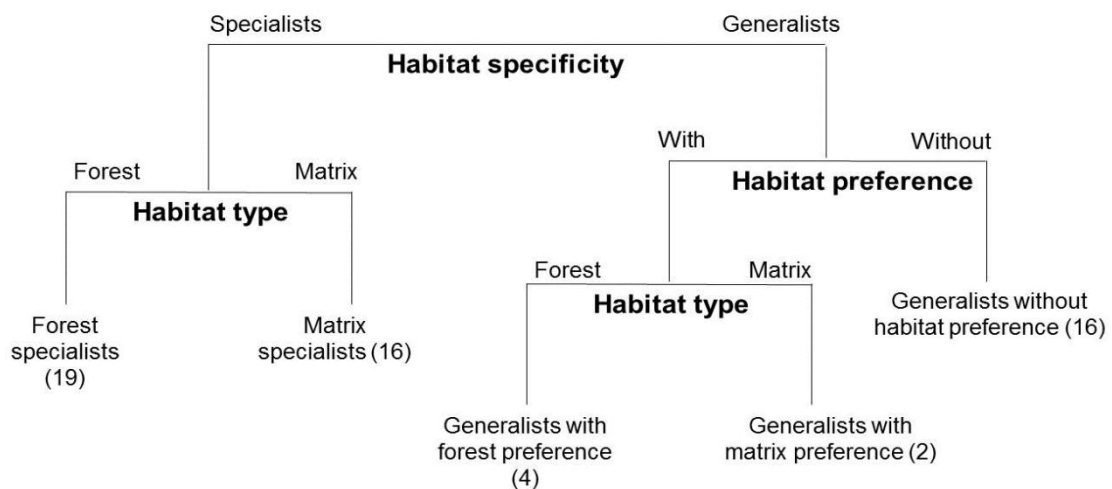 Specialists
Generalists
Habitat specificity
With
Without
Forest
Matrix
Habitat preference
Habitat type
Forest
Matrix
Habitat type
Generalists without
habitat preference (16)
Forest
specialists
(19)
Matrix
specialists (16)
Generalists with
forest preference
(4)
Generalists with
matrix preference (2)